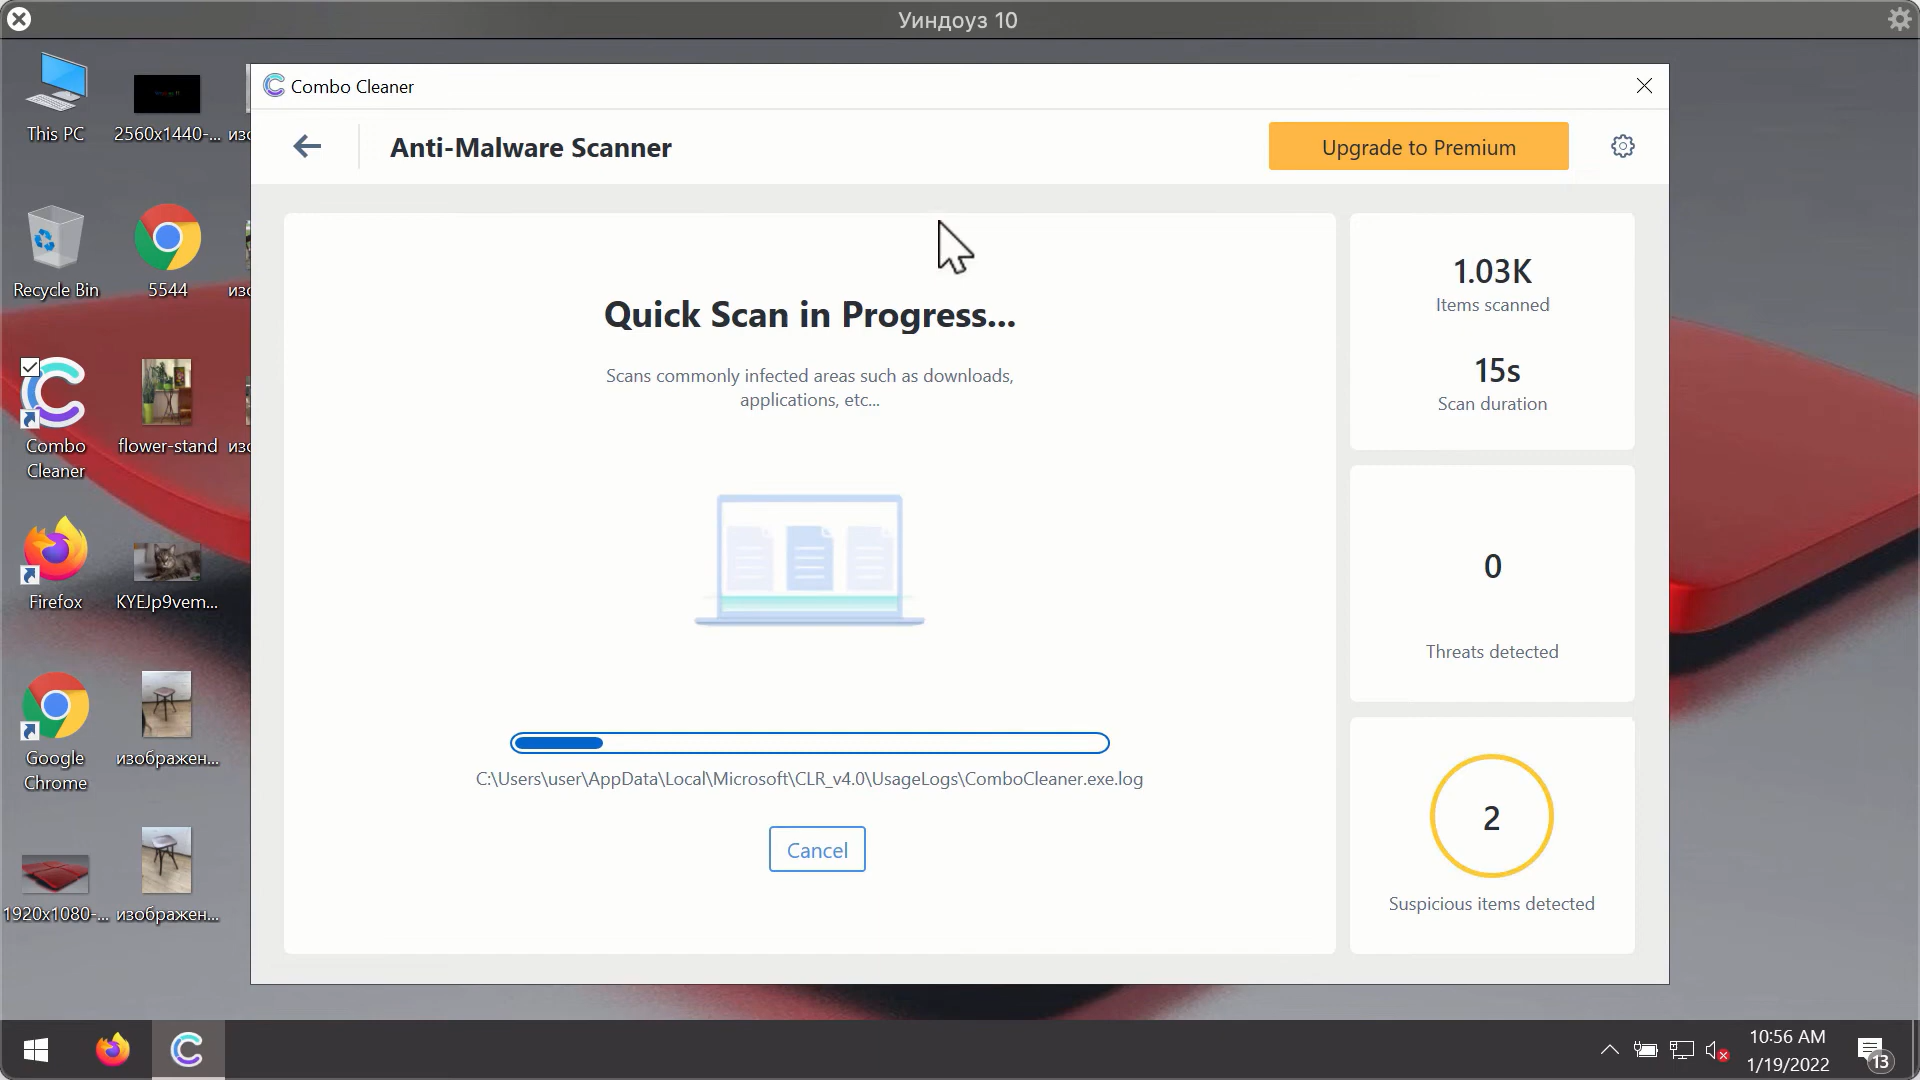 Уиндоуз 10
This PC
2560x1440-...
изо
Combo Cleaner
Anti-Malware Scanner
Upgrade to Premium
Recycle Bin
5544
изо
Quick Scan in Progress...
Scans commonly infected areas such as downloads,
applications, etc...
1.03K
Items scanned
15s
Scan duration
Combo
Cleaner
flower-stand
изо
0
Threats detected
Firefox
KYEJp9vem...
C:\Users\user\AppData\Local\Microsoft\CLR_v4.0\UsageLogs\ComboCleaner.exe.log
Cancel
2
Suspicious items detected
Google
Chrome
изображен...
1920x1080-...
изображен...
10:56 AM
1/19/2022
13